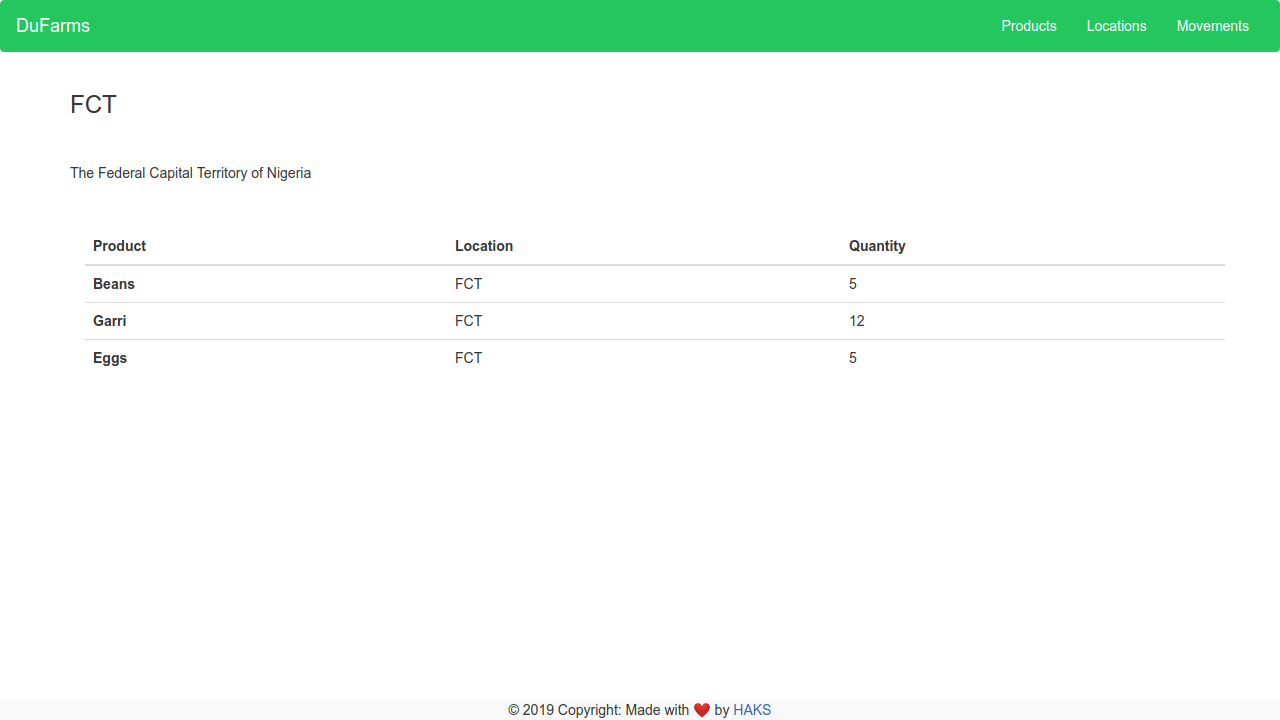 DuFarms Products Locations Movements
FCT
The Federal Capital Territory of Nigeria
Product Location Quantity
Beans FCT 5
Garri FCT 12
Eggs FCT 5
© 2019 Copyright: Made with ❤️ by HAKS